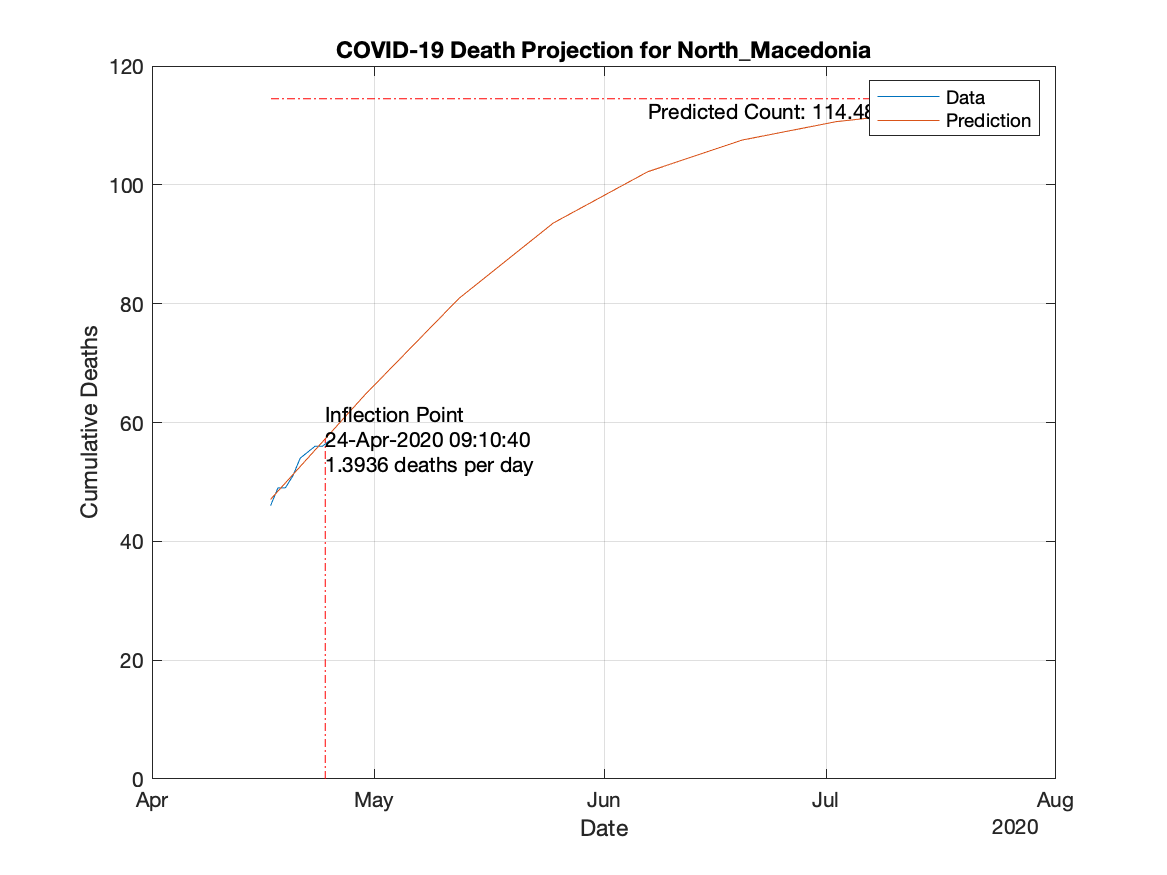 COVID-19 Death Projection for North_Macedonia
120
100
80
60
40
20
0
Cumulative Deaths
Predicted Count: 114.48
Data
Prediction
Inflection Point
24-Apr-2020 09:10:40
1.3936 deaths per day
Apr
May
Jun
Jul
Aug
Date
2020